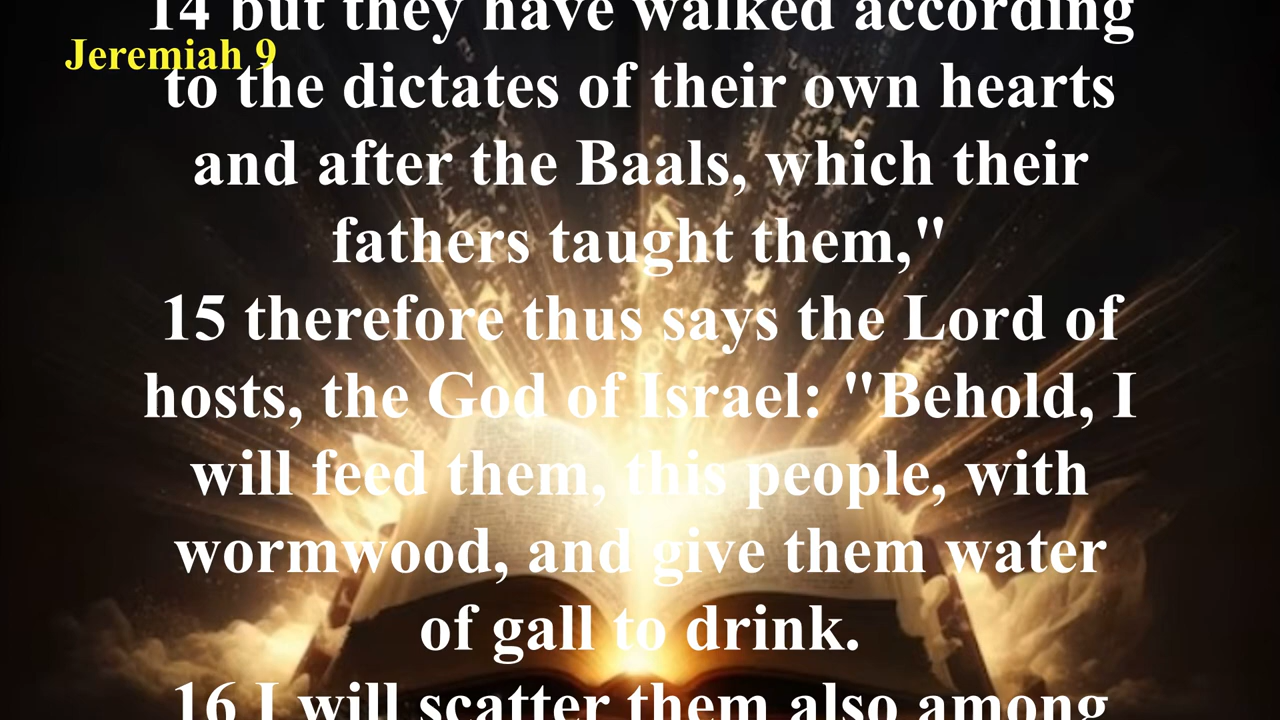 14 but they have walked according
Jeremiah 9
to the dictates of their own hearts
and after the Baals, which their
fathers taught them,"
15 therefore thus says the Lord of
hosts, the God of Israel: "Behold, I
will feed them, this people, with
wormwood, and give them water
of gall to drink.
16 I will scatter them also among